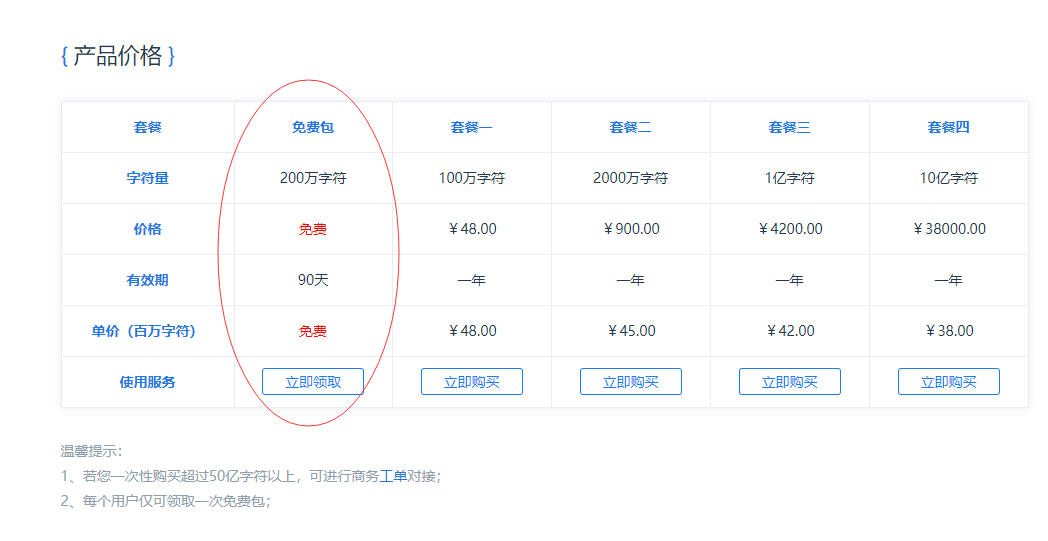 { 产品价格 }
套餐 免费包 套餐一 套餐二 套餐三 套餐四
字符量 200万字符 100万字符 2000万字符 1亿字符 10亿字符
价格 免费 ¥48.00 ¥900.00 ¥4200.00 ¥38000.00
有效期 90天 一年 一年 一年 一年
单价（百万字符） 免费 ¥48.00 ¥45.00 ¥42.00 ¥38.00
使用服务 立即领取 立即购买 立即购买 立即购买 立即购买
温馨提示：
1、若您一次性购买超过50亿字符以上，可进行商务工单对接；
2、每个用户仅可领取一次免费包；